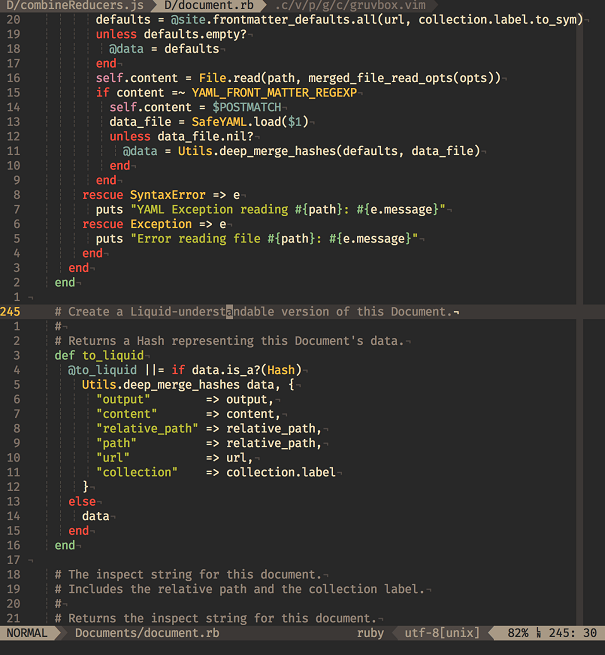 D/combineReducers.js D/document.rb .c/v/p/g/c/gruvbox.vim
20 defaults = @site.frontmatter_defaults.all(url, collection.label.to_sym)
19 unless defaults.empty?¬
18 @data = defaults¬
17 end¬
16 self.content = File.read(path, merged_file_read_opts(opts))¬
15 if content =~ YAML_FRONT_MATTER_REGEXP¬
14 self.content = $POSTMATCH¬
13 data_file = SafeYAML.load($1)¬
12 unless data_file.nil?¬
11 @data = Utils.deep_merge_hashes(defaults, data_file)¬
10 end¬
9 end¬
8 rescue SyntaxError => e¬
7 puts "YAML Exception reading #{path}: #{e.message}"¬
6 rescue Exception => e¬
5 puts "Error reading file #{path}: #{e.message}"¬
4 end¬
3 end¬
2 end¬
1 ¬
245 # Create a Liquid-understandable version of this Document.¬
1 #¬
2 # Returns a Hash representing this Document's data.¬
3 def to_liquid¬
4 @to_liquid ||= if data.is_a?(Hash)¬
5 Utils.deep_merge_hashes data, {¬
6 "output" => output,¬
7 "content" => content,¬
8 "relative_path" => relative_path,¬
9 "path" => relative_path,¬
10 "url" => url,¬
11 "collection" => collection.label¬
12 }¬
13 else¬
14 data¬
15 end¬
16 end¬
17 ¬
18 # The inspect string for this document.¬
19 # Includes the relative path and the collection label.¬
20 #¬
21 # Returns the inspect string for this document.¬
NORMAL Documents/document.rb ruby utf-8[unix] 82% ㏑ 245: 30